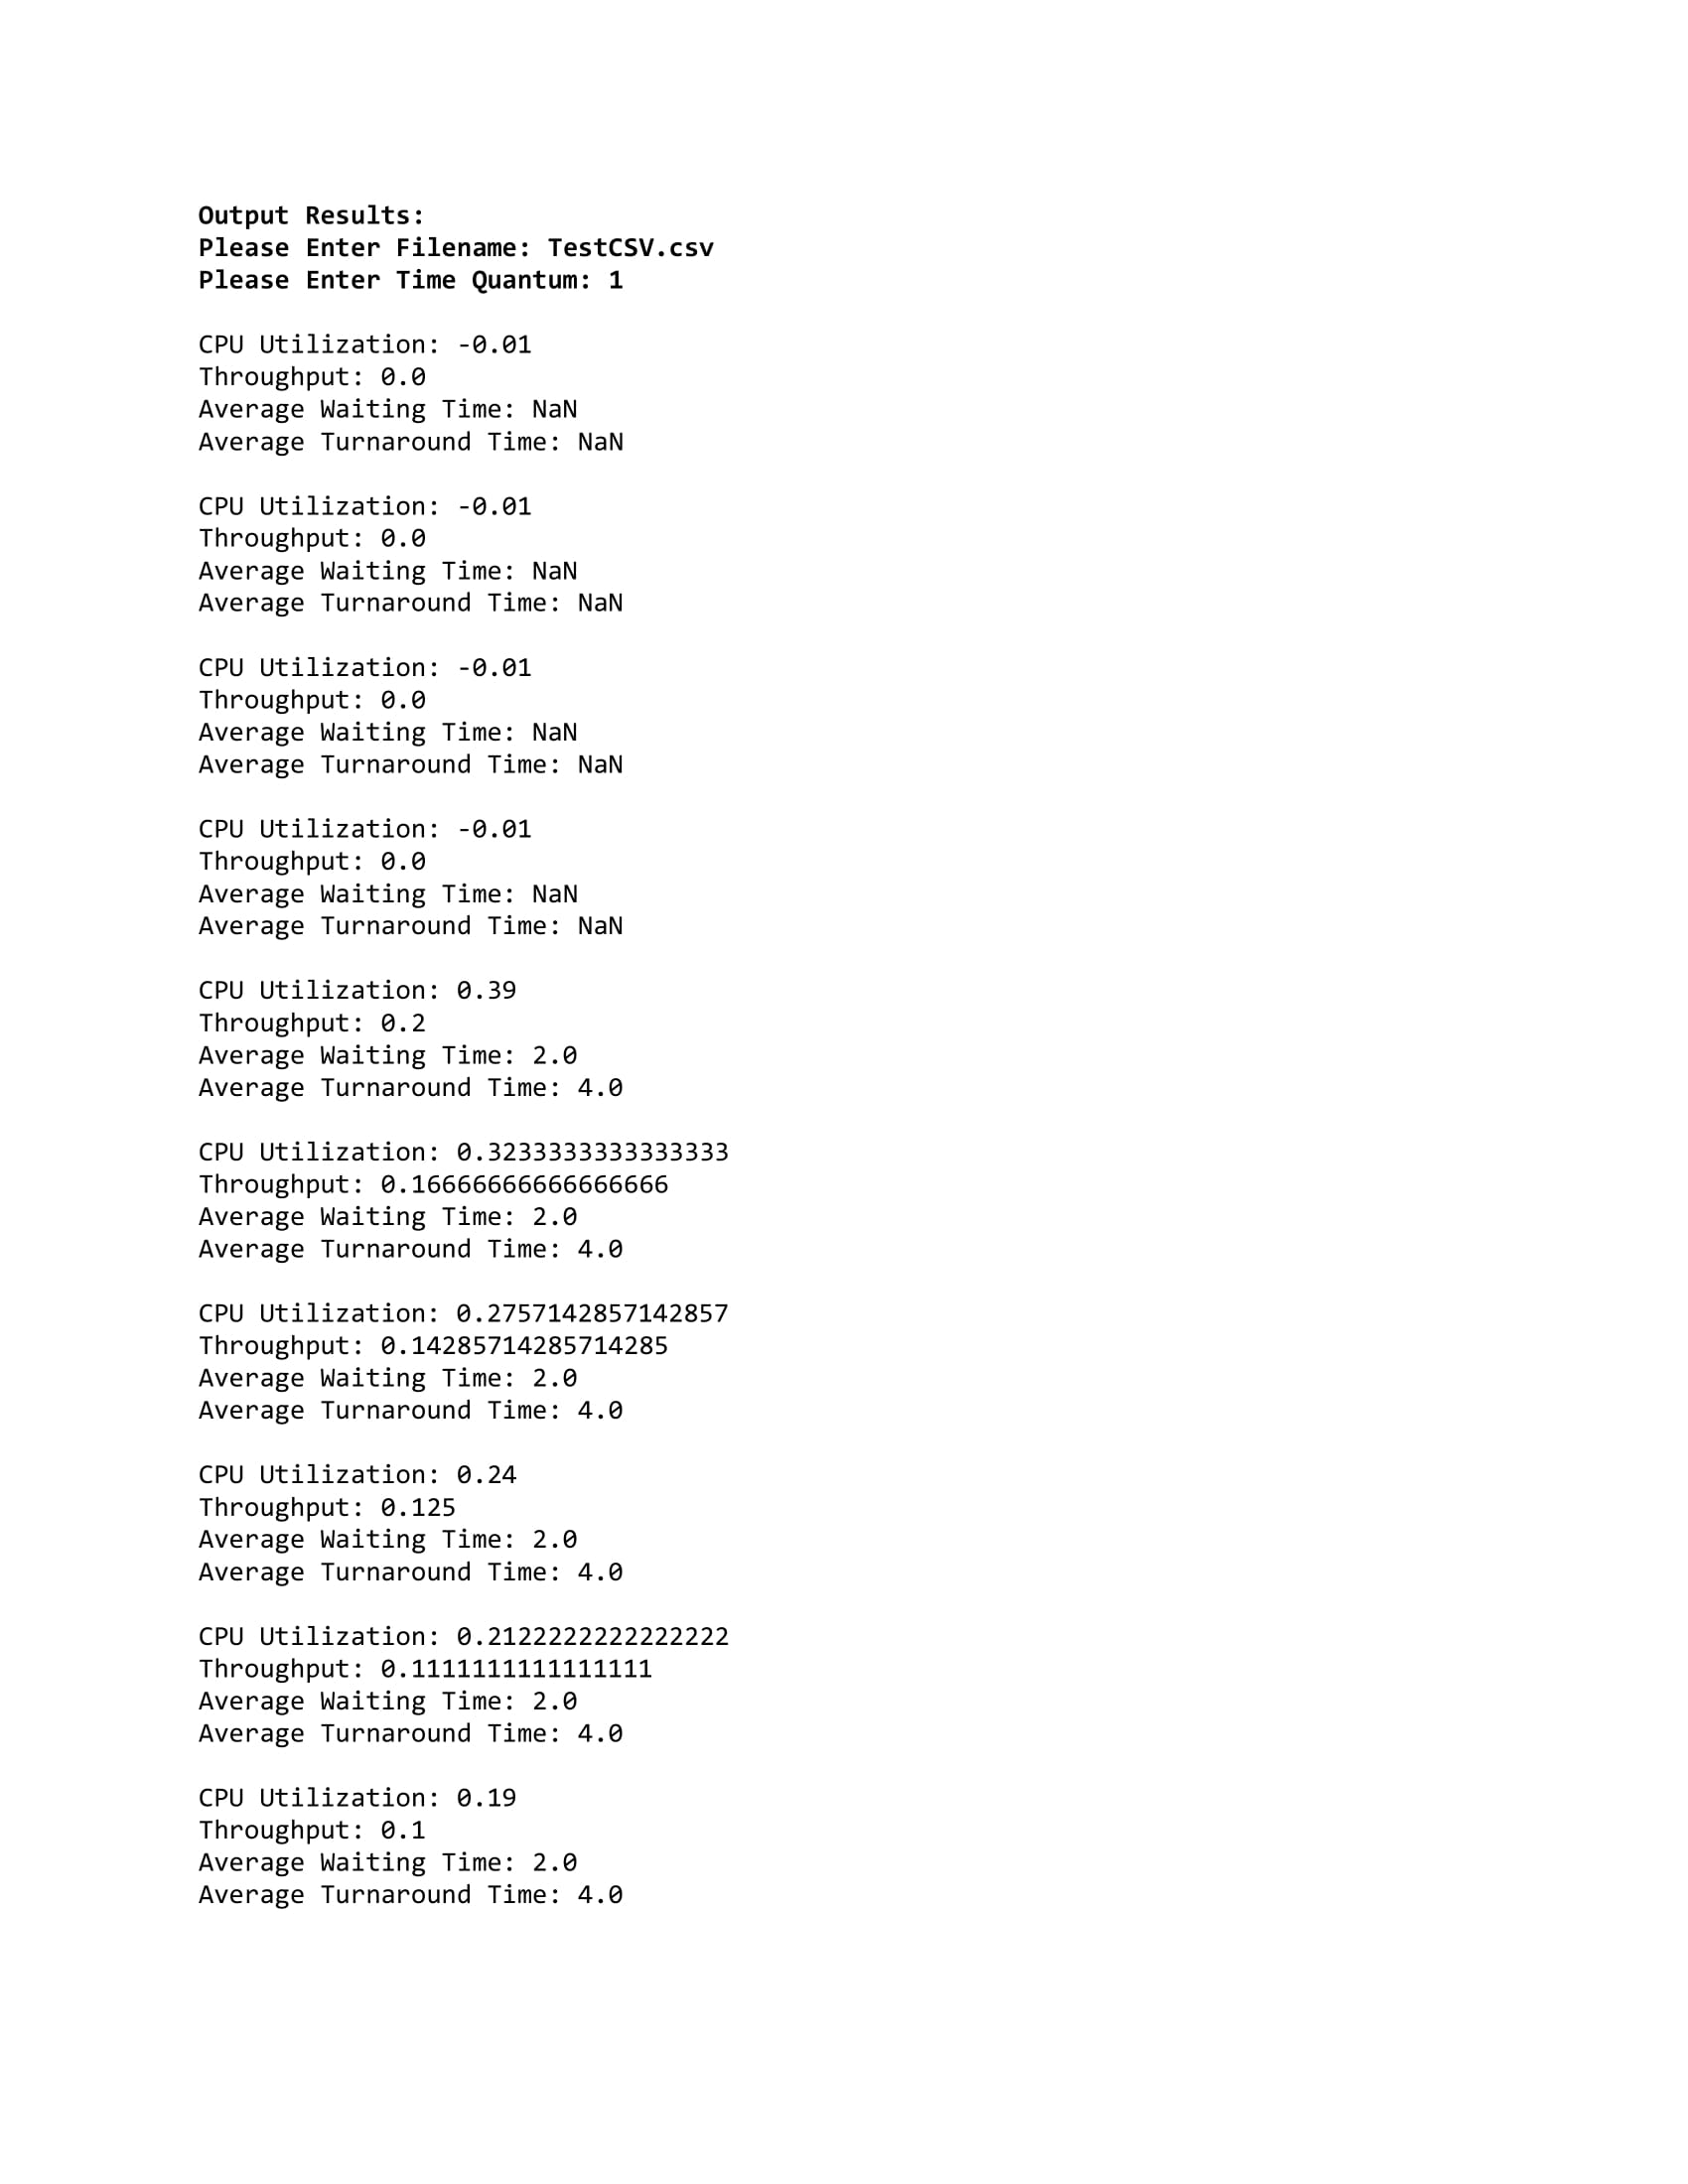 Output Results:
Please Enter Filename: TestCSV.csv
Please Enter Time Quantum: 1
CPU Utilization: -0.01
Throughput: 0.0
Average Waiting Time: NaN
Average Turnaround Time: NaN
CPU Utilization: -0.01
Throughput: 0.0
Average Waiting Time: NaN
Average Turnaround Time: NaN
CPU Utilization: -0.01
Throughput: 0.0
Average Waiting Time: NaN
Average Turnaround Time: NaN
CPU Utilization: -0.01
Throughput: 0.0
Average Waiting Time: NaN
Average Turnaround Time: NaN
CPU Utilization: 0.39
Throughput: 0.2
Average Waiting Time: 2.0
Average Turnaround Time: 4.0
CPU Utilization: 0.3233333333333333
Throughput: 0.16666666666666666
Average Waiting Time: 2.0
Average Turnaround Time: 4.0
CPU Utilization: 0.2757142857142857
Throughput: 0.14285714285714285
Average Waiting Time: 2.0
Average Turnaround Time: 4.0
CPU Utilization: 0.24
Throughput: 0.125
Average Waiting Time: 2.0
Average Turnaround Time: 4.0
CPU Utilization: 0.2122222222222222
Throughput: 0.1111111111111111
Average Waiting Time: 2.0
Average Turnaround Time: 4.0
CPU Utilization: 0.19
Throughput: 0.1
Average Waiting Time: 2.0
Average Turnaround Time: 4.0